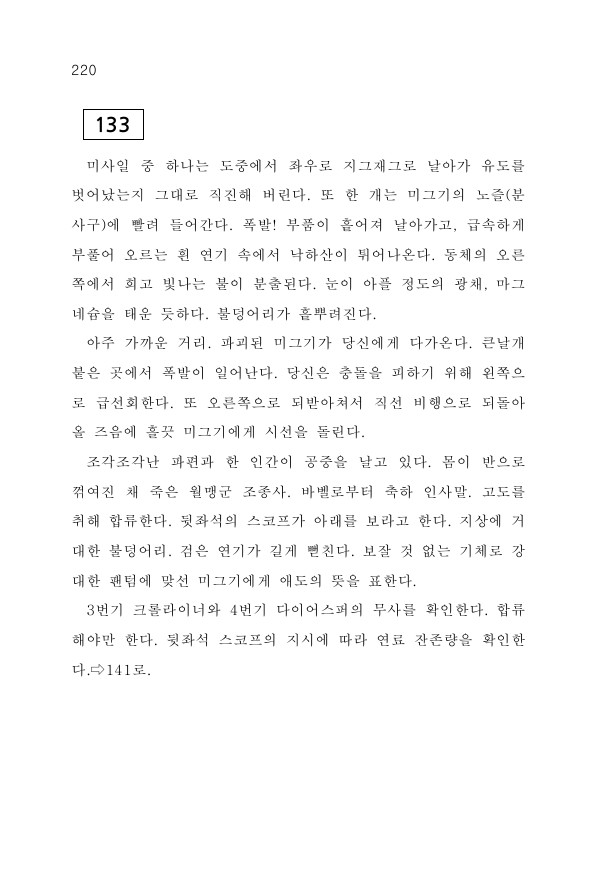 220
133
미사일 중 하나는 도중에서 좌우로 지그재그로 날아가 유도를
벗어났는지 그대로 직진해 버린다. 또 한 개는 미그기의 노즐(분
사구)에 빨려 들어간다. 폭발! 부품이 흩어져 날아가고, 급속하게
부풀어 오르는 흰 연기 속에서 낙하산이 튀어나온다. 동체의 오른
쪽에서 희고 빛나는 불이 분출된다. 눈이 아플 정도의 광채, 마그
네슘을 태운 듯하다. 불덩어리가 흩뿌려진다.
아주 가까운 거리. 파괴된 미그기가 당신에게 다가온다. 큰날개
붙은 곳에서 폭발이 일어난다. 당신은 충돌을 피하기 위해 왼쪽으
로 급선회한다. 또 오른쪽으로 되받아쳐서 직선 비행으로 되돌아
올 즈음에 흘끗 미그기에게 시선을 돌린다.
조각조각난 파편과 한 인간이 공중을 날고 있다. 몸이 반으로
꺾여진 채 죽은 월맹군 조종사. 바벨로부터 축하 인사말. 고도를
취해 합류한다. 뒷좌석의 스코프가 아래를 보라고 한다. 지상에 거
대한 불덩어리. 검은 연기가 길게 뻗친다. 보잘 것 없는 기체로 강
대한 팬텀에 맞선 미그기에게 애도의 뜻을 표한다.
3번기 크롤라이너와 4번기 다이어스퍼의 무사를 확인한다. 합류
해야만 한다. 뒷좌석 스코프의 지시에 따라 연료 잔존량을 확인한
다.⇨141로.